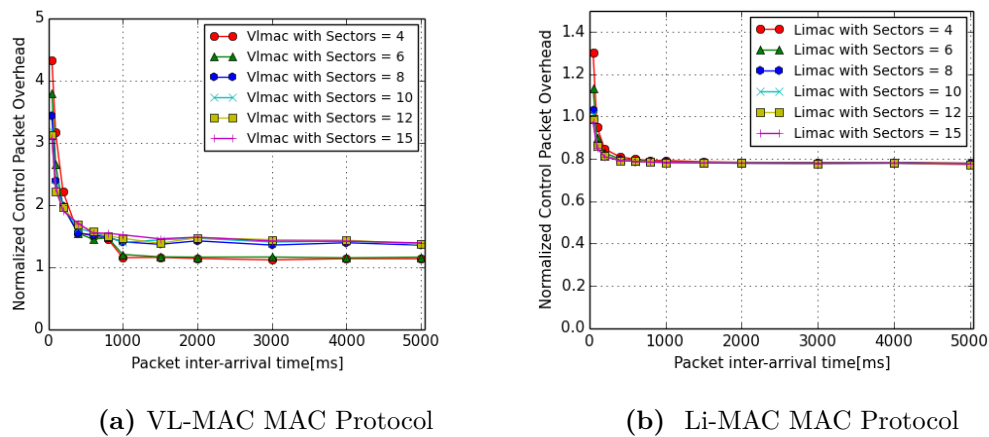 5
4
3
2
1
0
Normalized Control Packet Overhead
Vlmac with Sectors = 4
Vlmac with Sectors = 6
Vlmac with Sectors = 8
Vlmac with Sectors = 10
Vlmac with Sectors = 12
Vlmac with Sectors = 15
0 1000 2000 3000 4000 5000
Packet inter-arrival time[ms]
(a) VL-MAC MAC Protocol
1.4
1.2
1.0
0.8
0.6
0.4
0.2
0.0
Normalized Control Packet Overhead
Limac with Sectors = 4
Limac with Sectors = 6
Limac with Sectors = 8
Limac with Sectors = 10
Limac with Sectors = 12
Limac with Sectors = 15
0 1000 2000 3000 4000 5000
Packet inter-arrival time[ms]
(b) Li-MAC MAC Protocol